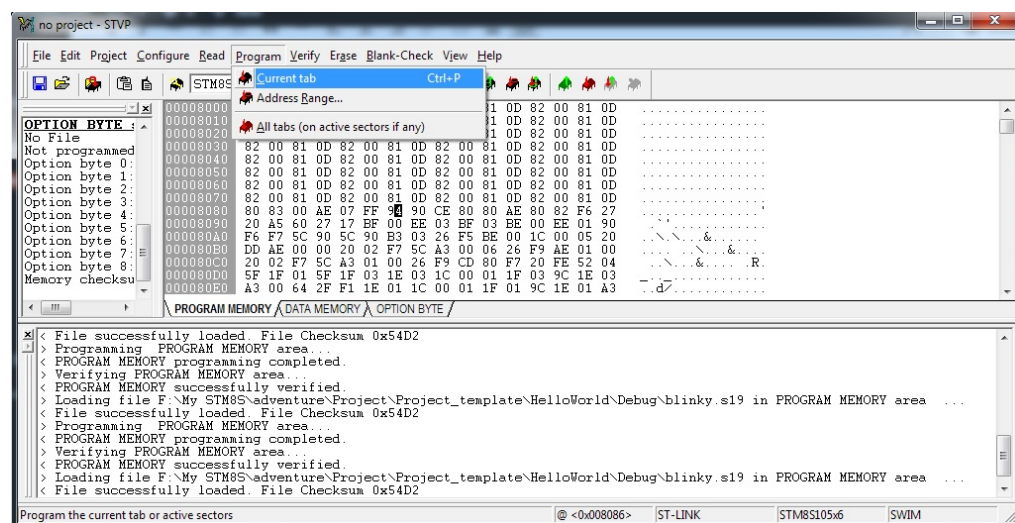 no project - STVP
File Edit Project Configure Read Program Verify Erase Blank-Check View Help
STM8S
Current tab Ctrl+P
Address Range...
All tabs (on active sectors if any)
OPTION BYTE
No File
Not programmed
Option byte 0:
Option byte 1:
Option byte 2:
Option byte 3:
Option byte 4:
Option byte 5:
Option byte 6:
Option byte 7:
Option byte 8:
Memory checksu
00008000 81 0D 82 00 81 0D
00008010 81 0D 82 00 81 0D
00008020 81 0D 82 00 81 0D
00008030 82 00 81 0D 82 00 81 0D 82 00 81 0D 82 00 81 0D
00008040 82 00 81 0D 82 00 81 0D 82 00 81 0D 82 00 81 0D
00008050 82 00 81 0D 82 00 81 0D 82 00 81 0D 82 00 81 0D
00008060 82 00 81 0D 82 00 81 0D 82 00 81 0D 82 00 81 0D
00008070 82 00 81 0D 82 00 81 0D 82 00 81 0D 82 00 81 0D
00008080 80 83 00 AE 07 FF 94 90 CE 80 80 AE 80 82 F6 27
00008090 20 A5 60 27 17 BF 00 EE 03 BF 03 BE 00 EE 01 90
000080A0 F6 F7 5C 90 5C 90 B3 03 26 F5 BE 00 1C 00 05 20 ..\.\...&......
000080B0 DD AE 00 00 20 02 F7 5C A3 00 06 26 F9 AE 01 00
000080C0 20 02 F7 5C A3 01 00 26 F9 CD 80 F7 20 FE 52 04
000080D0 5F 1F 01 5F 1F 03 1E 03 1C 00 01 1F 03 9C 1E 03
000080E0 A3 00 64 2F F1 1E 01 1C 00 01 1F 01 9C 1E 01 A3 ..d/............
PROGRAM MEMORY DATA MEMORY OPTION BYTE
< File successfully loaded. File Checksum 0x54D2
> Programming PROGRAM MEMORY area...
< PROGRAM MEMORY programming completed.
> Verifying PROGRAM MEMORY area...
< PROGRAM MEMORY successfully verified.
> Loading file F:\My STM8S\adventure\Project\Project_template\HelloWorld\Debug\blinky.s19 in PROGRAM MEMORY area ...
< File successfully loaded. File Checksum 0x54D2
> Programming PROGRAM MEMORY area...
< PROGRAM MEMORY programming completed.
> Verifying PROGRAM MEMORY area...
< PROGRAM MEMORY successfully verified.
> Loading file F:\My STM8S\adventure\Project\Project_template\HelloWorld\Debug\blinky.s19 in PROGRAM MEMORY area ...
< File successfully loaded. File Checksum 0x54D2
Program the current tab or active sectors @ <0x008086> ST-LINK STM8S105x6 SWIM